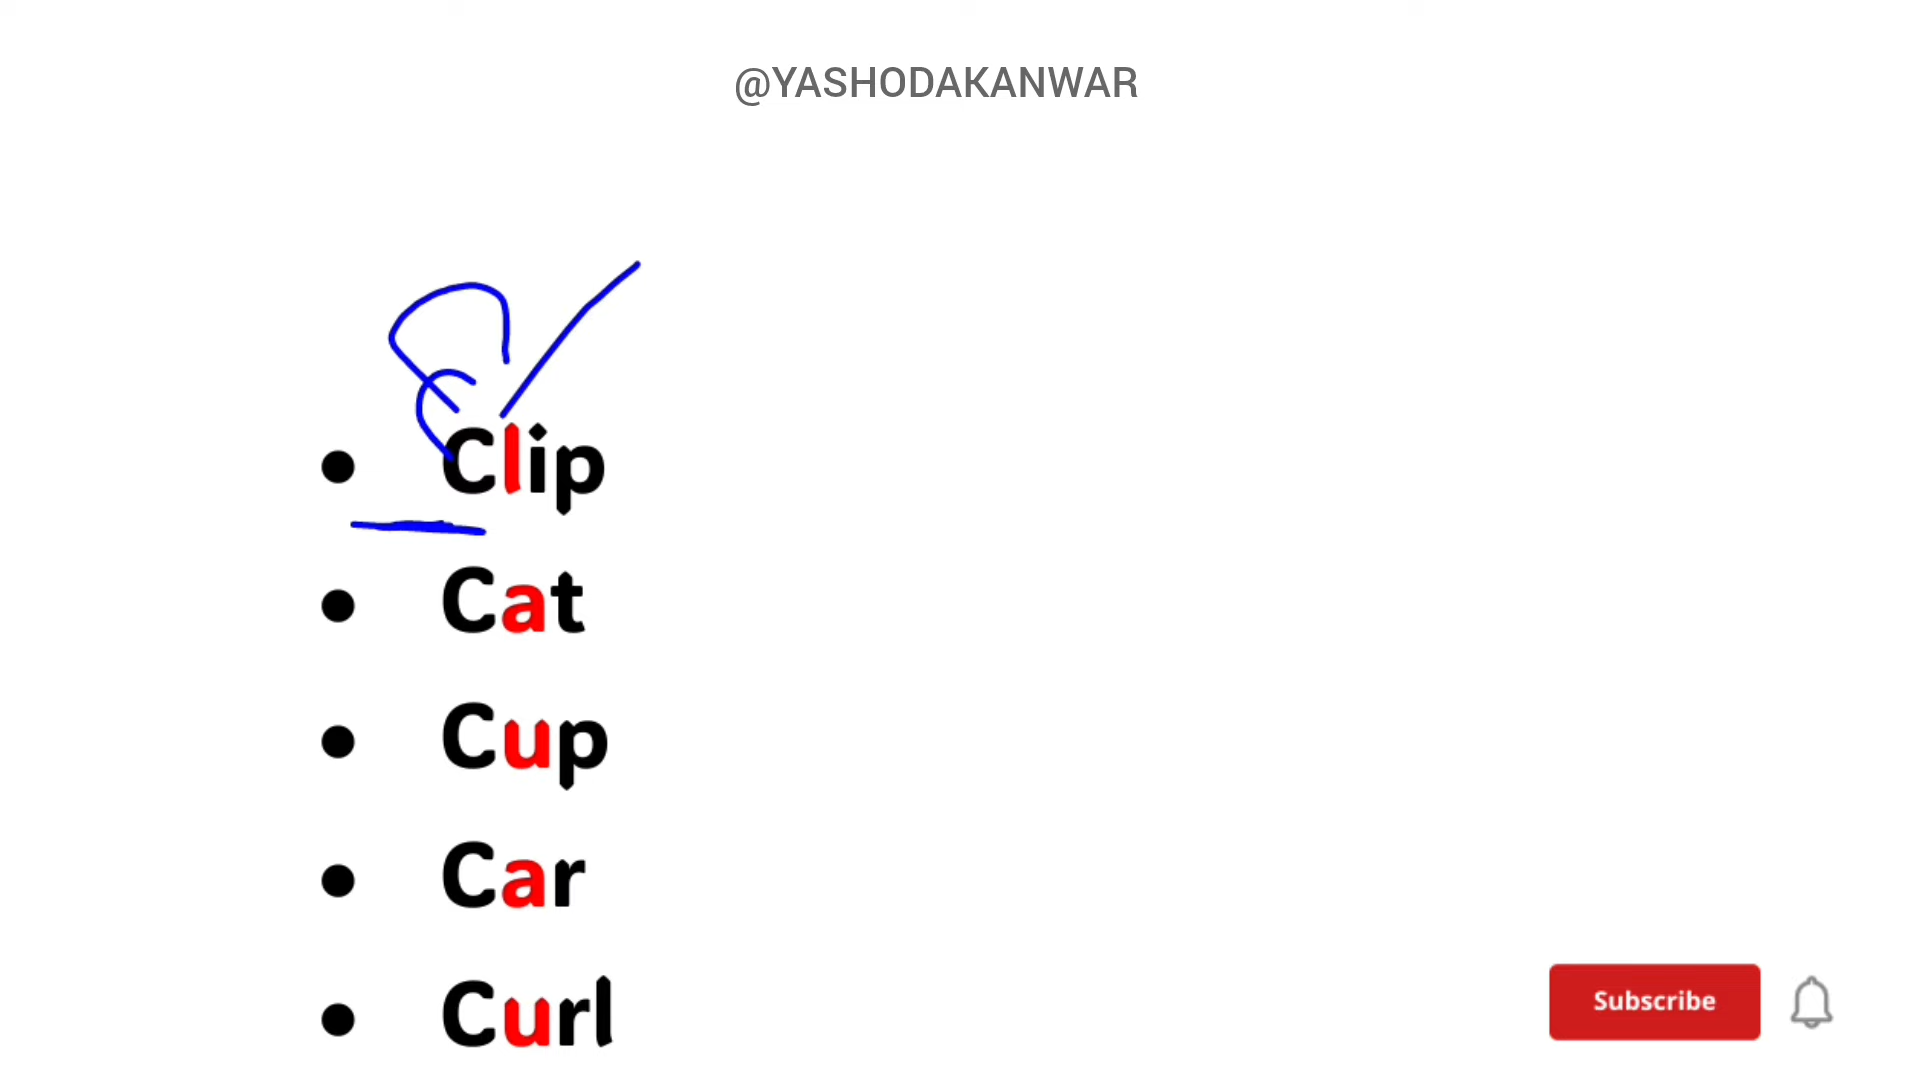 @YASHODAKANWAR
• Clip
• Cat
• Cup
• Car
• Curl
Subscribe